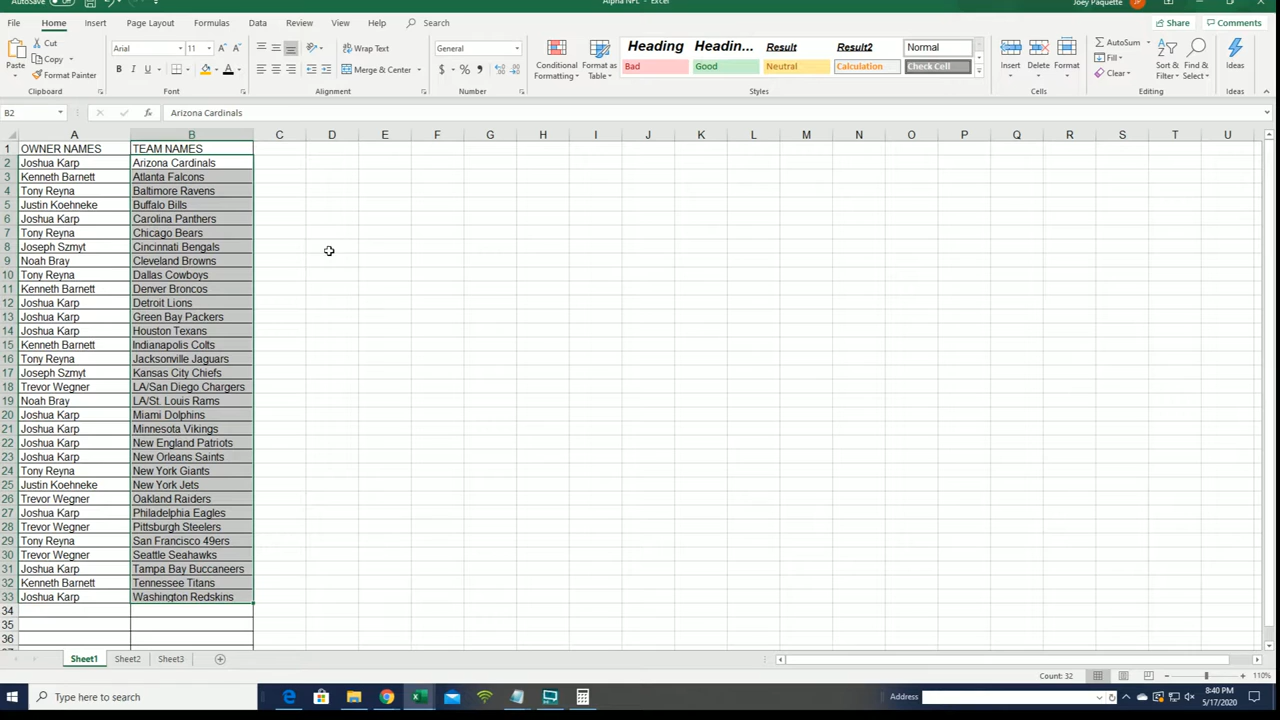 AutoSave Off Alpha NFL - Excel Joey Paquette JP
File Home Insert Page Layout Formulas Data Review View Help Search Share Comments
Paste Cut Copy Format Painter Clipboard
Arial 11 A A B I U A Font
Wrap Text Merge & Center Alignment
General $ % , Number
Conditional Formatting Format as Table
Heading Headin... Result Result2 Normal
Bad Good Neutral Calculation Check Cell
Styles
Insert Delete Format Cells
AutoSum Fill Clear Sort & Filter Find & Select Editing
Ideas Ideas
B2 fx Arizona Cardinals
A B C D E F G H I J K L M N O P Q R S T U
1 OWNER NAMES TEAM NAMES
2 Joshua Karp Arizona Cardinals
3 Kenneth Barnett Atlanta Falcons
4 Tony Reyna Baltimore Ravens
5 Justin Koehneke Buffalo Bills
6 Joshua Karp Carolina Panthers
7 Tony Reyna Chicago Bears
8 Joseph Szmyt Cincinnati Bengals
9 Noah Bray Cleveland Browns
10 Tony Reyna Dallas Cowboys
11 Kenneth Barnett Denver Broncos
12 Joshua Karp Detroit Lions
13 Joshua Karp Green Bay Packers
14 Joshua Karp Houston Texans
15 Kenneth Barnett Indianapolis Colts
16 Tony Reyna Jacksonville Jaguars
17 Joseph Szmyt Kansas City Chiefs
18 Trevor Wegner LA/San Diego Chargers
19 Noah Bray LA/St. Louis Rams
20 Joshua Karp Miami Dolphins
21 Joshua Karp Minnesota Vikings
22 Joshua Karp New England Patriots
23 Joshua Karp New Orleans Saints
24 Tony Reyna New York Giants
25 Justin Koehneke New York Jets
26 Trevor Wegner Oakland Raiders
27 Joshua Karp Philadelphia Eagles
28 Trevor Wegner Pittsburgh Steelers
29 Tony Reyna San Francisco 49ers
30 Trevor Wegner Seattle Seahawks
31 Joshua Karp Tampa Bay Buccaneers
32 Kenneth Barnett Tennessee Titans
33 Joshua Karp Washington Redskins
34
35
36
Sheet1 Sheet2 Sheet3
Count: 32 110%
Type here to search Address 8:40 PM
5/17/2020